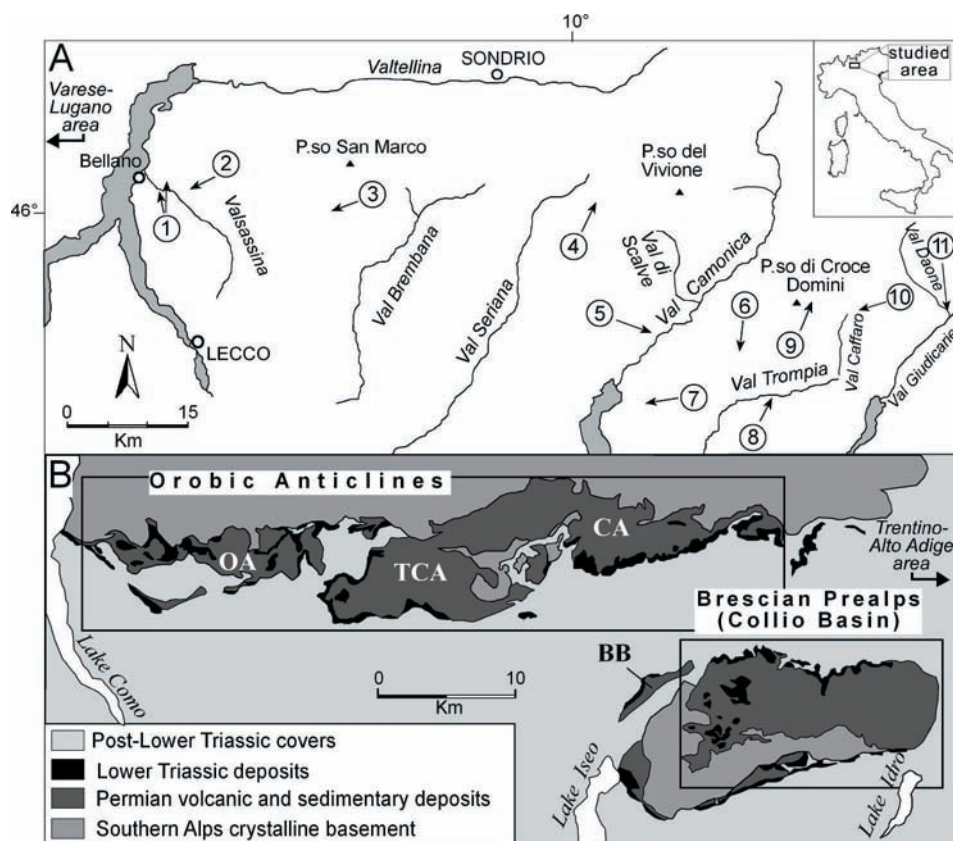 10°
A
SONDRIO
Valtellina
studied
area
Varese-
Lugano
area
Bellano
2
1
P.so San Marco
3
P.so del
Vivione
46°
Valsassina
4
Val Brembana
Val Seriana
Val di
Scalve
Val Camonica
Val Daone
11
P.so di Croce
Domini
5
6
10
9
Val Caffaro
Val Giudicarie
LECCO
N
0 15
Km
7
Val Trompia
8
B
Orobic Anticlines
OA
TCA
CA
Trentino-
Alto Adige
area
Brescian Prealps
(Collio Basin)
BB
Lake Como
0 10
Km
Post-Lower Triassic covers
Lower Triassic deposits
Permian volcanic and sedimentary deposits
Southern Alps crystalline basement
Lake Iseo
Lake Idro